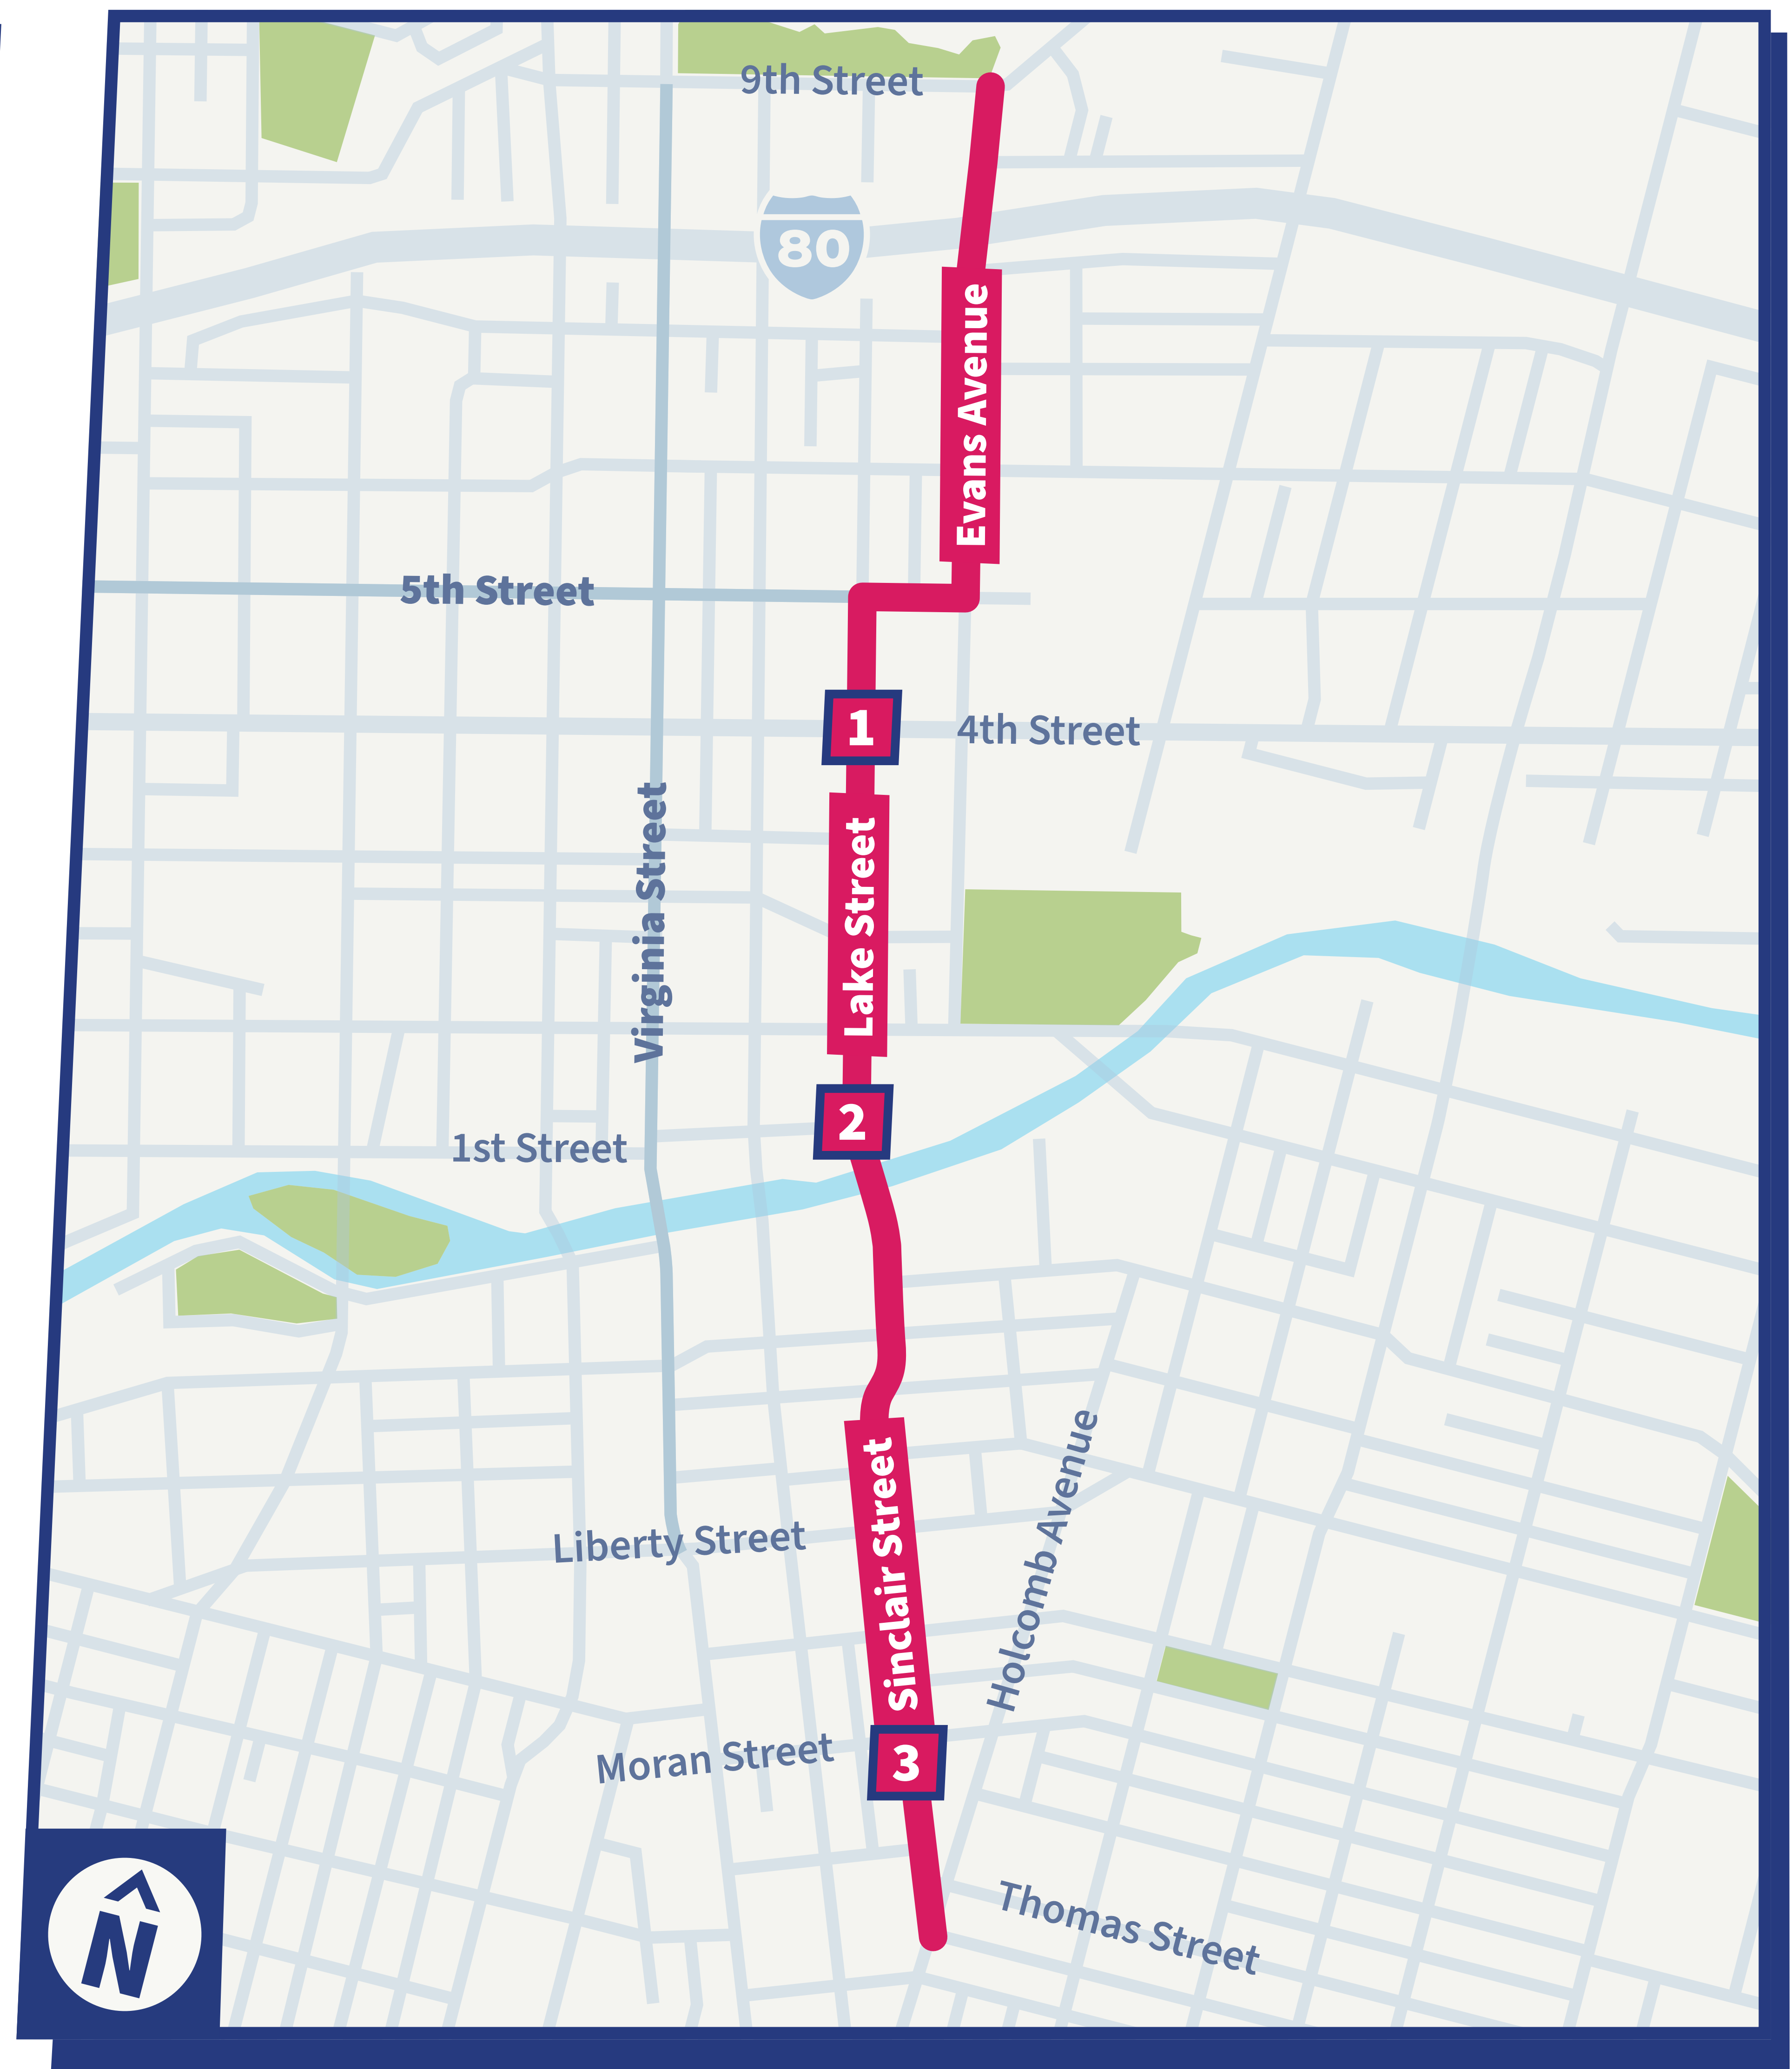 9th Street
80
Evans Avenue
5th Street
1
4th Street
Lake Street
Virginia Street
2
1st Street
Sinclair Street
Holcomb Avenue
Liberty Street
Moran Street
3
Thomas Street
N